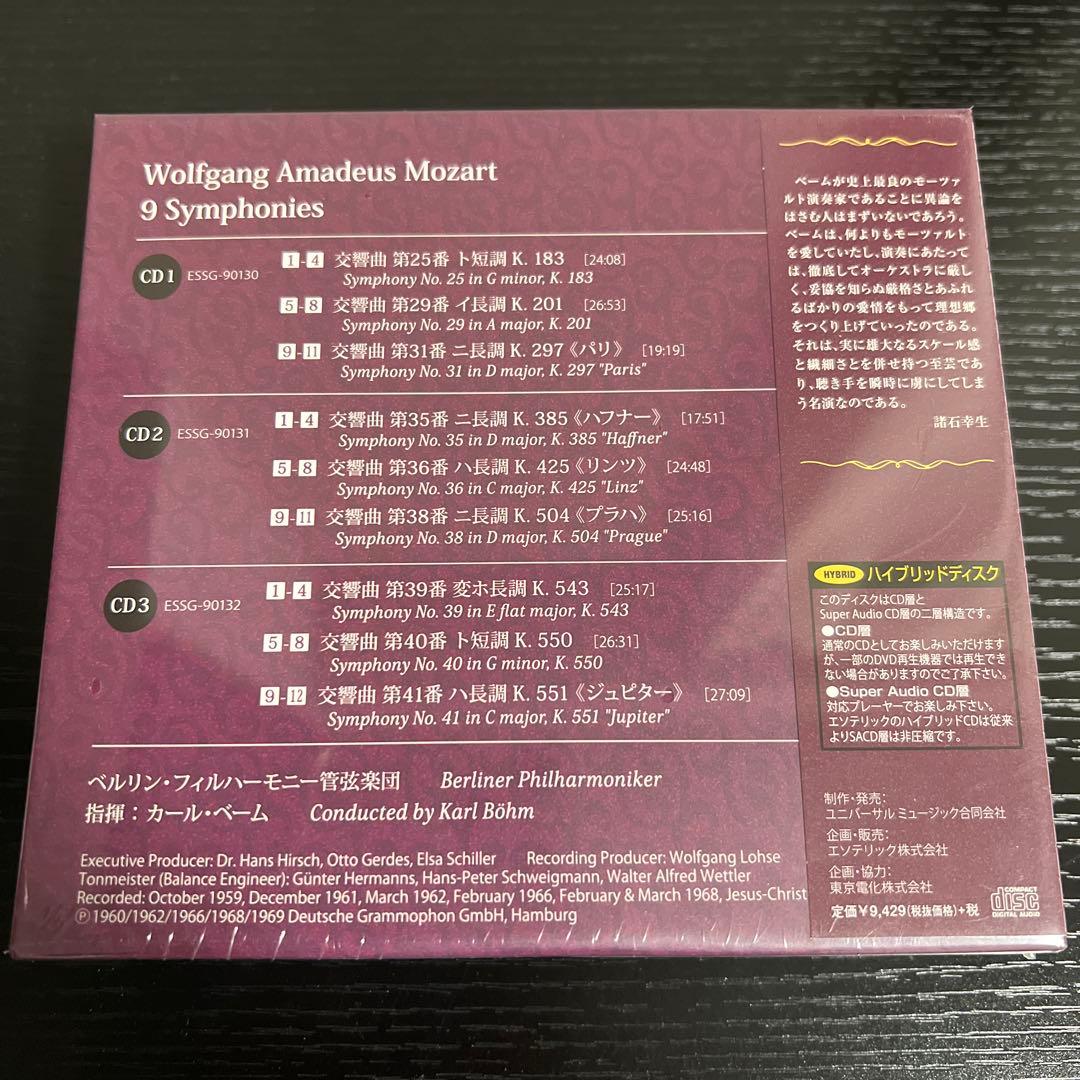 Wolfgang Amadeus Mozart
9 Symphonies
CD1 ESSG-90130
1-4 交響曲 第25番 ト短調 K. 183 [24:08]
Symphony No. 25 in G minor, K. 183
5-8 交響曲 第29番 イ長調 K. 201 [26:53]
Symphony No. 29 in A major, K. 201
9-11 交響曲 第31番 ニ長調 K. 297《パリ》 [19:19]
Symphony No. 31 in D major, K. 297 "Paris"
CD2 ESSG-90131
1-4 交響曲 第35番 ニ長調 K. 385《ハフナー》 [17:51]
Symphony No. 35 in D major, K. 385 "Haffner"
5-8 交響曲 第36番 ハ長調 K. 425《リンツ》 [24:48]
Symphony No. 36 in C major, K. 425 "Linz"
9-11 交響曲 第38番 ニ長調 K. 504《プラハ》 [25:16]
Symphony No. 38 in D major, K. 504 "Prague"
CD3 ESSG-90132
1-4 交響曲 第39番 変ホ長調 K. 543 [25:17]
Symphony No. 39 in E flat major, K. 543
5-8 交響曲 第40番 ト短調 K. 550 [26:31]
Symphony No. 40 in G minor, K. 550
9-12 交響曲 第41番 ハ長調 K. 551《ジュピター》 [27:09]
Symphony No. 41 in C major, K. 551 "Jupiter"
ベルリン・フィルハーモニー管弦楽団 Berliner Philharmoniker
指揮：カール・ベーム Conducted by Karl Böhm
Executive Producer: Dr. Hans Hirsch, Otto Gerdes, Elsa Schiller Recording Producer: Wolfgang Lohse
Tonmeister (Balance Engineer): Günter Hermanns, Hans-Peter Schweigmann, Walter Alfred Wettler
Recorded: October 1959, December 1961, March 1962, February 1966, February & March 1968, Jesus-Christ
Ⓟ 1960/1962/1966/1968/1969 Deutsche Grammophon GmbH, Hamburg
ベームが史上最良のモーツァ
ルト演奏家であることに異論を
はさむ人はまずいないであろう。
ベームは、何よりもモーツァルト
を愛していたし、演奏にあたって
は、徹底してオーケストラに厳し
く、妥協を知らぬ厳格さとあふれ
るばかりの愛情をもって理想郷
をつくり上げていったのである。
それは、実に雄大なるスケール感
と繊細さとを併せ持つ至芸であ
り、聴き手を瞬時に虜にしてしま
う名演なのである。
諸石幸生
HYBRID ハイブリッドディスク
このディスクはCD層と
Super Audio CD層の二層構造です。
●CD層
通常のCDとしてお楽しみいただけます
が、一部のDVD再生機器では再生でき
ない場合がありますのでご了承下さい。
●Super Audio CD層
対応プレーヤーでお楽しみ下さい。
エソテリックのハイブリッドCDは従来
よりSACD層は非圧縮です。
制作・発売：
ユニバーサル ミュージック合同会社
企画・販売：
エソテリック株式会社
企画・協力：
東京電化株式会社
定価¥9,429(税抜価格)+税
COMPACT
disc
DIGITAL AUDIO